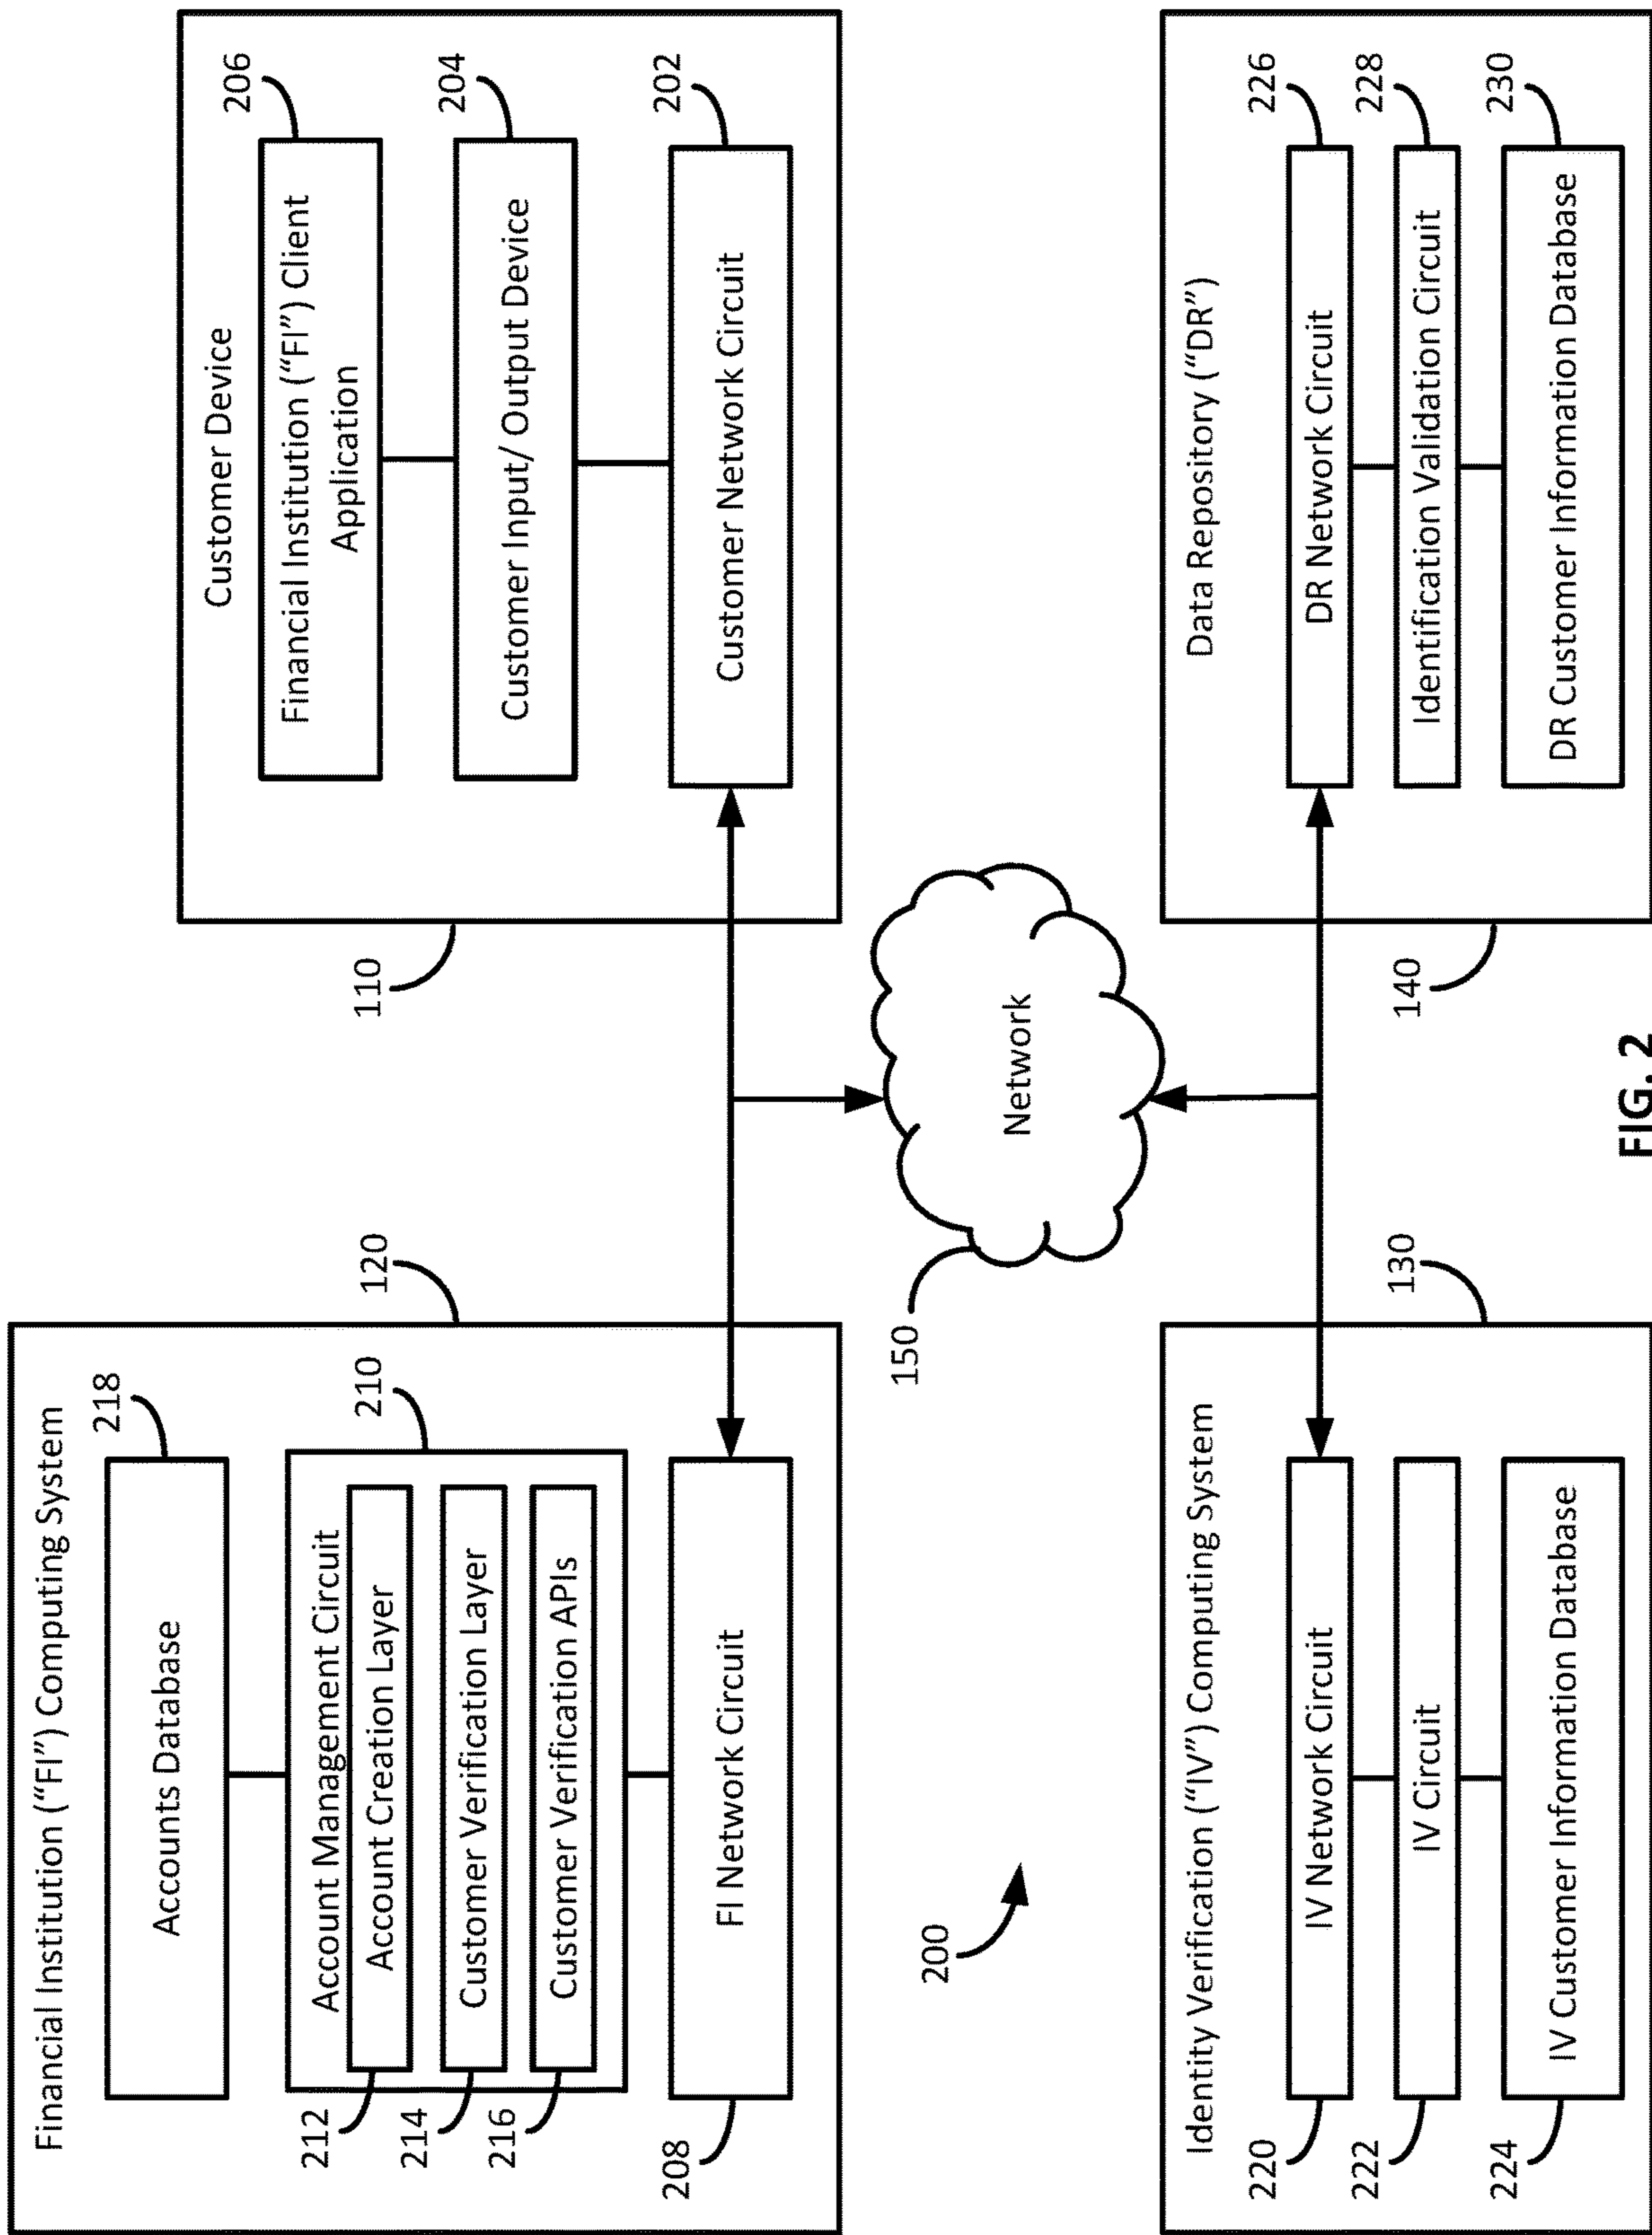 Financial Institution ("FI") Computing System
120
218
Accounts Database
210
Account Management Circuit
212
Account Creation Layer
214
Customer Verification Layer
216
Customer Verification APIs
208
FI Network Circuit
110
Customer Device
206
Financial Institution ("FI") Client
Application
204
Customer Input/ Output Device
202
Customer Network Circuit
150
Network
200
Identity Verification ("IV") Computing System
130
220
IV Network Circuit
222
IV Circuit
224
IV Customer Information Database
140
Data Repository ("DR")
226
DR Network Circuit
228
Identification Validation Circuit
230
DR Customer Information Database
FIG. 2